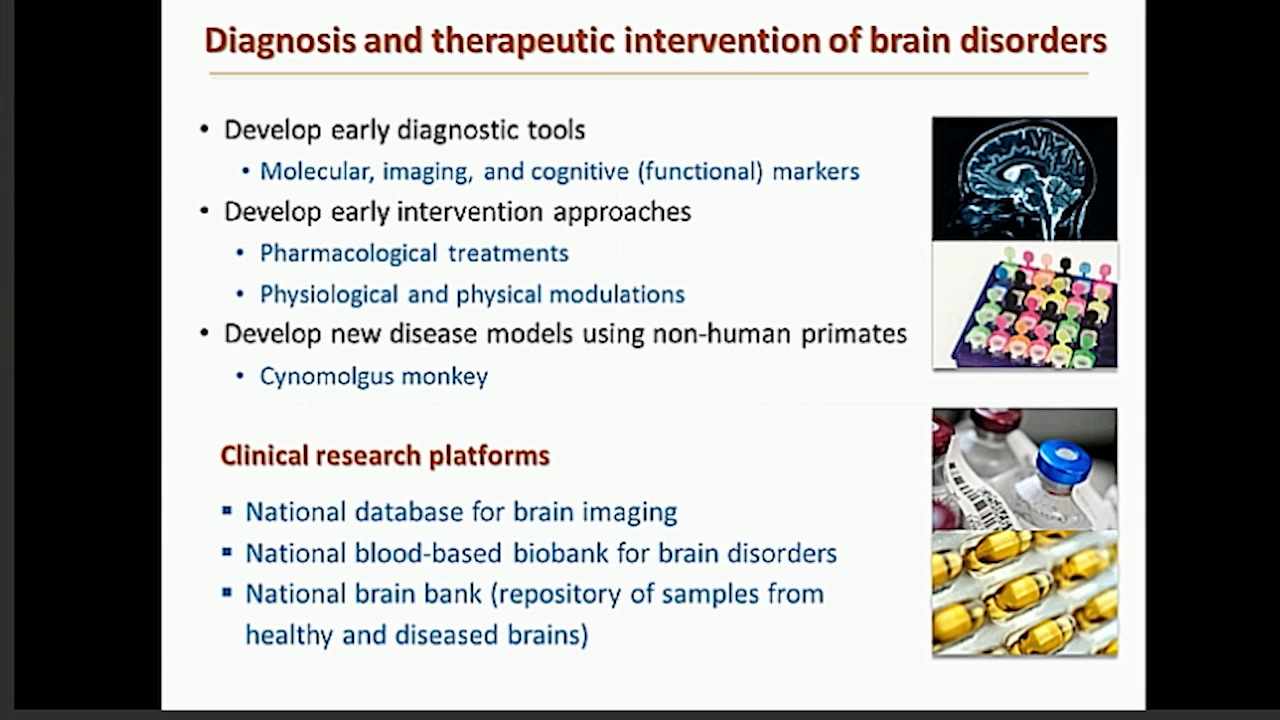 Diagnosis and therapeutic intervention of brain disorders
• Develop early diagnostic tools
• Molecular, imaging, and cognitive (functional) markers
• Develop early intervention approaches
• Pharmacological treatments
• Physiological and physical modulations
• Develop new disease models using non-human primates
• Cynomolgus monkey
Clinical research platforms
▪ National database for brain imaging
▪ National blood-based biobank for brain disorders
▪ National brain bank (repository of samples from
healthy and diseased brains)